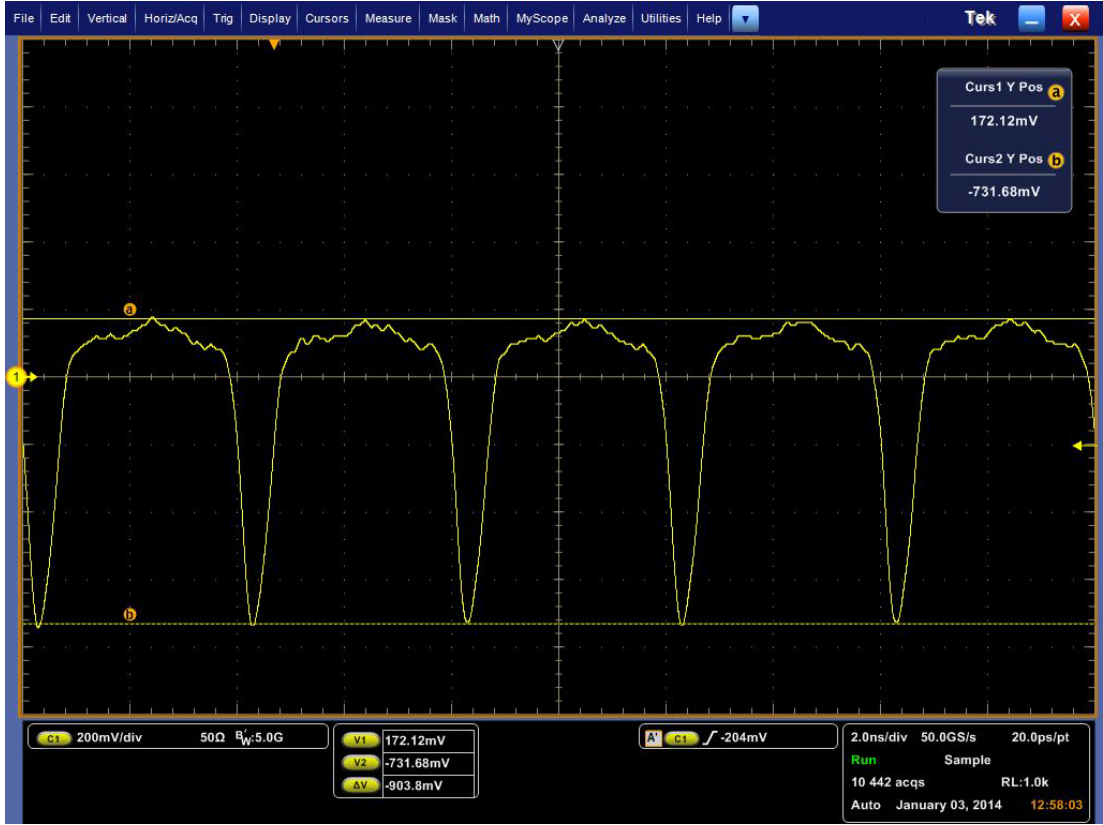 File Edit Vertical Horiz/Acq Trig Display Cursors Measure Mask Math MyScope Analyze Utilities Help Tek X
Curs1 Y Pos a
172.12mV
Curs2 Y Pos b
-731.68mV
a
1
b
C1 200mV/div 50Ω BW:5.0G
V1 172.12mV
V2 -731.68mV
ΔV -903.8mV
A' C1 -204mV
2.0ns/div 50.0GS/s 20.0ps/pt
Run Sample
10 442 acqs RL:1.0k
Auto January 03, 2014 12:58:03